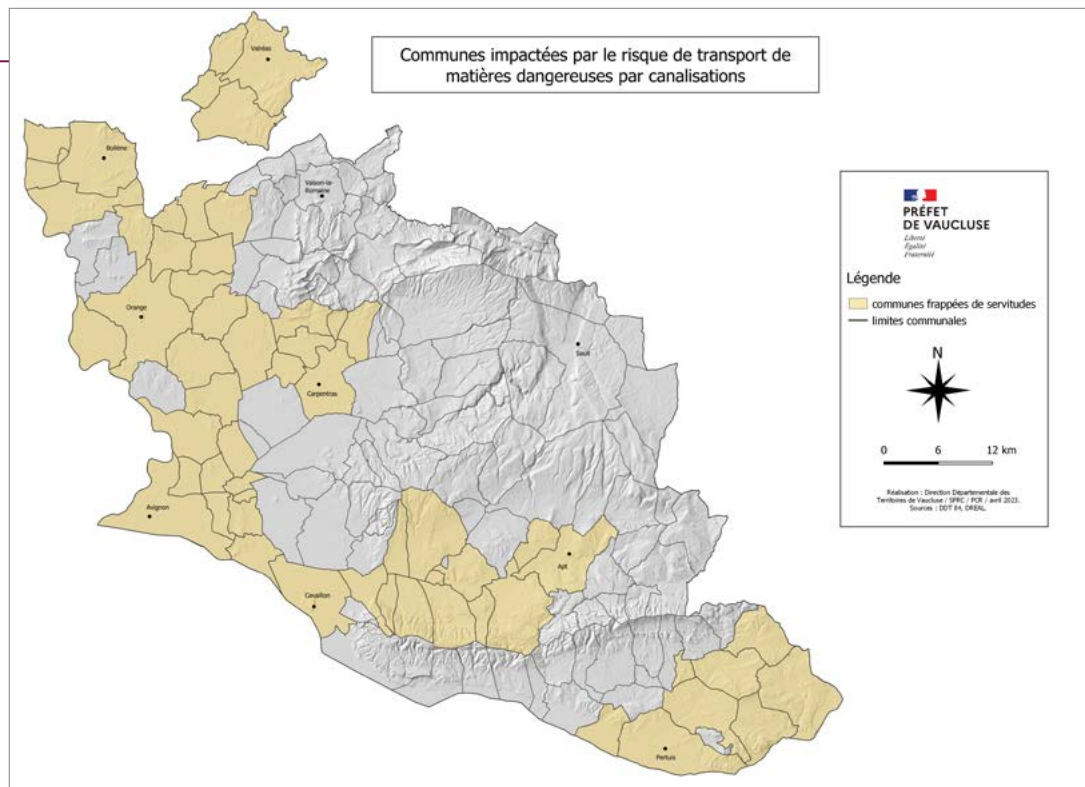 Communes impactées par le risque de transport de
matières dangereuses par canalisations
Valréas
Bollène
Vaison-la-
Romaine
Orange
Sault
Carpentras
Avignon
Apt
Cavaillon
Pertuis
PRÉFET
DE VAUCLUSE
Liberté
Égalité
Fraternité
Légende
communes frappées de servitudes
limites communales
N
0 6 12 km
Réalisation : Direction Départementale des
Territoires de Vaucluse / SPRC / PCR / avril 2023.
Sources : DDT 84, DREAL.